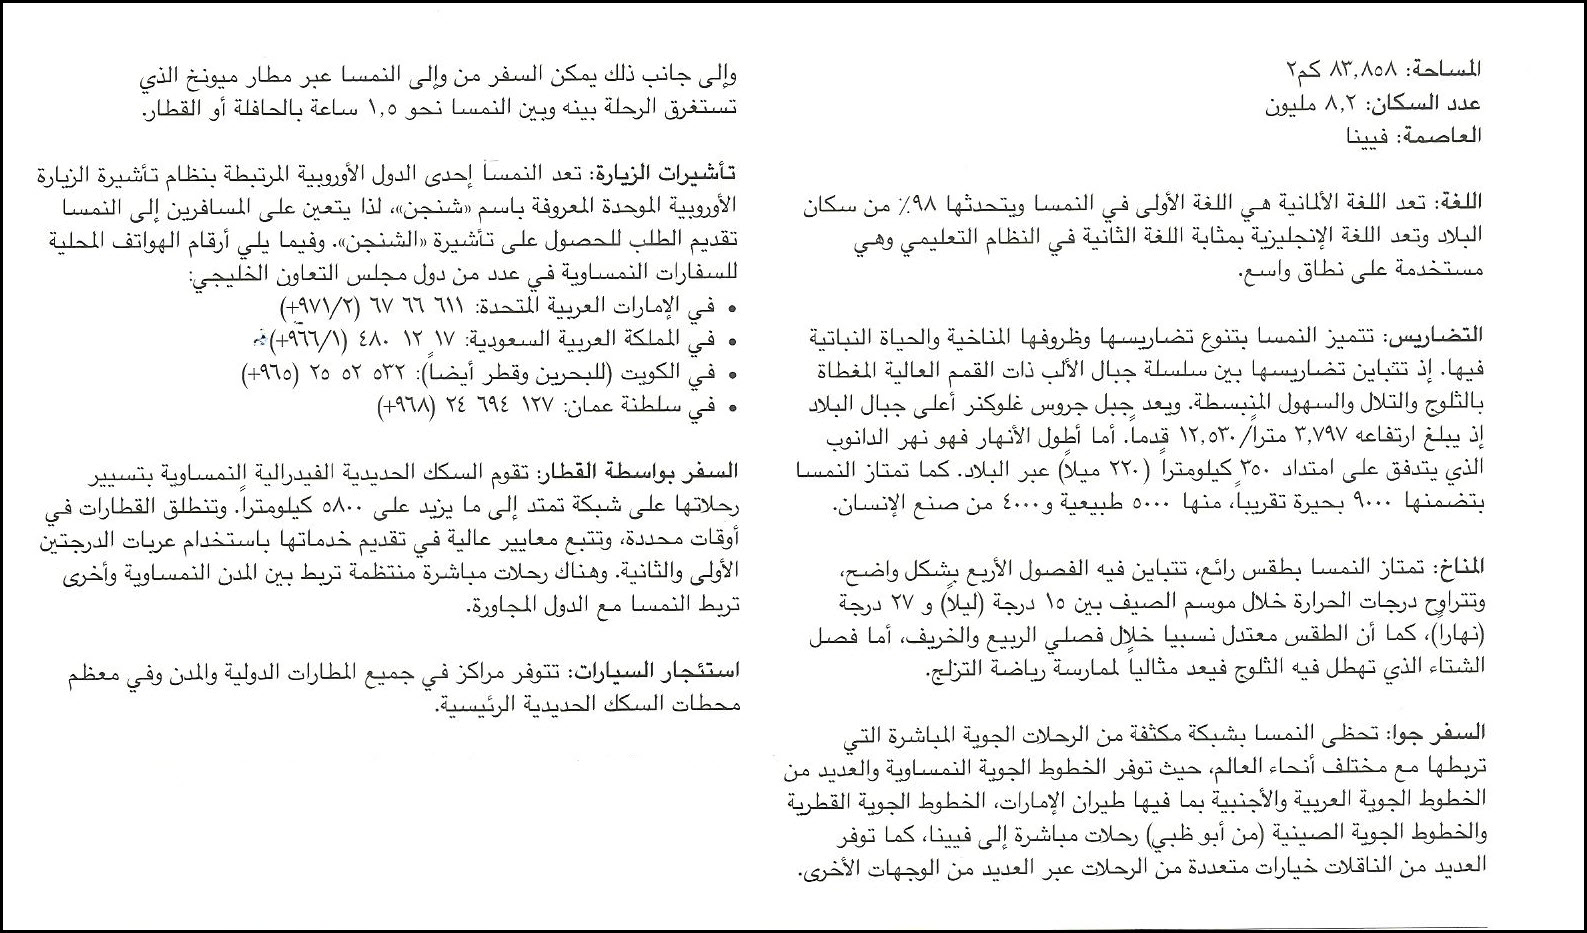 المساحة: ٨٣,٨٥٨ كم٢
عدد السكان: ٨,٢ مليون
العاصمة: فيينا
اللغة: تعد اللغة الألمانية هي اللغة الأولى في النمسا ويتحدثها ٩٨٪ من سكان
البلاد وتعد اللغة الإنجليزية بمثابة اللغة الثانية في النظام التعليمي وهي
مستخدمة على نطاق واسع.
التضاريس: تتميز النمسا بتنوع تضاريسها وظروفها المناخية والحياة النباتية
فيها. إذ تتباين تضاريسها بين سلسلة جبال الألب ذات القمم العالية المغطاة
بالثلوج والتلال والسهول المنبسطة. ويعد جبل جروس غلوكنر أعلى جبال البلاد
إذ يبلغ ارتفاعه ٣,٧٩٧ متراً/١٢,٥٣٠ قدماً. أما أطول الأنهار فهو نهر الدانوب
الذي يتدفق على امتداد ٣٥٠ كيلومتراً (٢٢٠ ميلاً) عبر البلاد. كما تمتاز النمسا
بتضمنها ٩٠٠٠ بحيرة تقريباً، منها ٥٠٠٠ طبيعية و٤٠٠٠ من صنع الإنسان.
المناخ: تمتاز النمسا بطقس رائع، تتباين فيه الفصول الأربع بشكل واضح،
وتتراوح درجات الحرارة خلال موسم الصيف بين ١٥ درجة (ليلاً) و ٢٧ درجة
(نهاراً)، كما أن الطقس معتدل نسبيا خلال فصلي الربيع والخريف، أما فصل
الشتاء الذي تهطل فيه الثلوج فيعد مثالياً لممارسة رياضة التزلج.
السفر جوا: تحظى النمسا بشبكة مكثفة من الرحلات الجوية المباشرة التي
تربطها مع مختلف أنحاء العالم، حيث توفر الخطوط الجوية النمساوية والعديد من
الخطوط الجوية العربية والأجنبية بما فيها طيران الإمارات، الخطوط الجوية القطرية
والخطوط الجوية الصينية (من أبو ظبي) رحلات مباشرة إلى فيينا، كما توفر
العديد من الناقلات خيارات متعددة من الرحلات عبر العديد من الوجهات الأخرى.
وإلى جانب ذلك يمكن السفر من وإلى النمسا عبر مطار ميونخ الذي
تستغرق الرحلة بينه وبين النمسا نحو ١,٥ ساعة بالحافلة أو القطار.
تأشيرات الزيارة: تعد النمسا إحدى الدول الأوروبية المرتبطة بنظام تأشيرة الزيارة
الأوروبية الموحدة المعروفة باسم «شنجن»، لذا يتعين على المسافرين إلى النمسا
تقديم الطلب للحصول على تأشيرة «الشنجن». وفيما يلي أرقام الهواتف المحلية
للسفارات النمساوية في عدد من دول مجلس التعاون الخليجي:
• في الإمارات العربية المتحدة: ٦١١ ٦٦ ٦٧ (٩٧١/٢+)
• في المملكة العربية السعودية: ١٧ ١٢ ٤٨٠ (٩٦٦/١+)
• في الكويت (للبحرين وقطر أيضاً): ٥٣٢ ٥٢ ٢٥ (٩٦٥+)
• في سلطنة عمان: ١٢٧ ٦٩٤ ٢٤ (٩٦٨+)
السفر بواسطة القطار: تقوم السكك الحديدية الفيدرالية النمساوية بتسيير
رحلاتها على شبكة تمتد إلى ما يزيد على ٥٨٠٠ كيلومتراً. وتنطلق القطارات في
أوقات محددة، وتتبع معايير عالية في تقديم خدماتها باستخدام عربات الدرجتين
الأولى والثانية. وهناك رحلات مباشرة منتظمة تربط بين المدن النمساوية وأخرى
تربط النمسا مع الدول المجاورة.
استئجار السيارات: تتوفر مراكز في جميع المطارات الدولية والمدن وفي معظم
محطات السكك الحديدية الرئيسية.